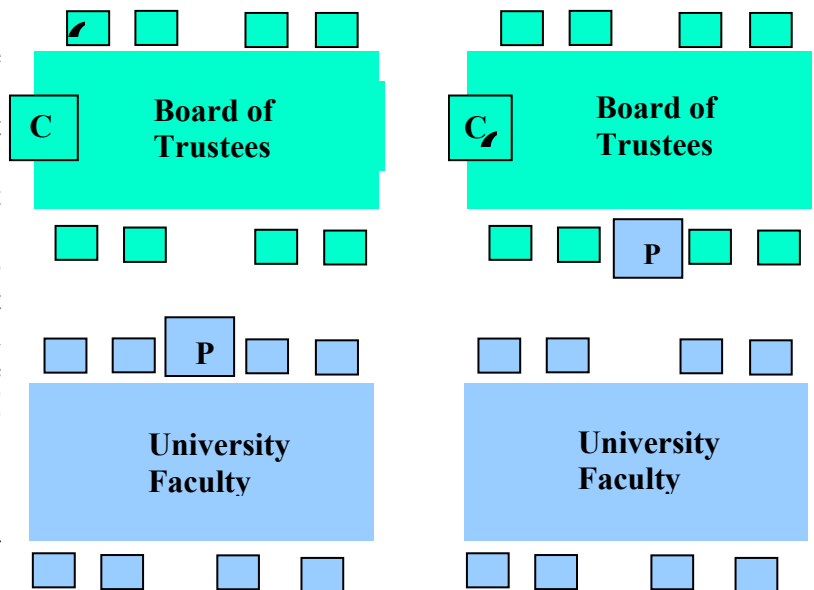 C
Board of
Trustees
P
University
Faculty
C
Board of
Trustees
P
University
Faculty